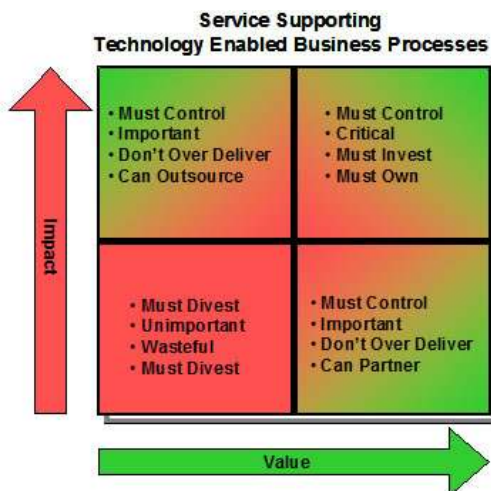 Service Supporting
Technology Enabled Business Processes
• Must Control
• Important
• Don't Over Deliver
• Can Outsource
• Must Control
• Critical
• Must Invest
• Must Own
Impact
• Must Divest
• Unimportant
• Wasteful
• Must Divest
• Must Control
• Important
• Don't Over Deliver
• Can Partner
Value